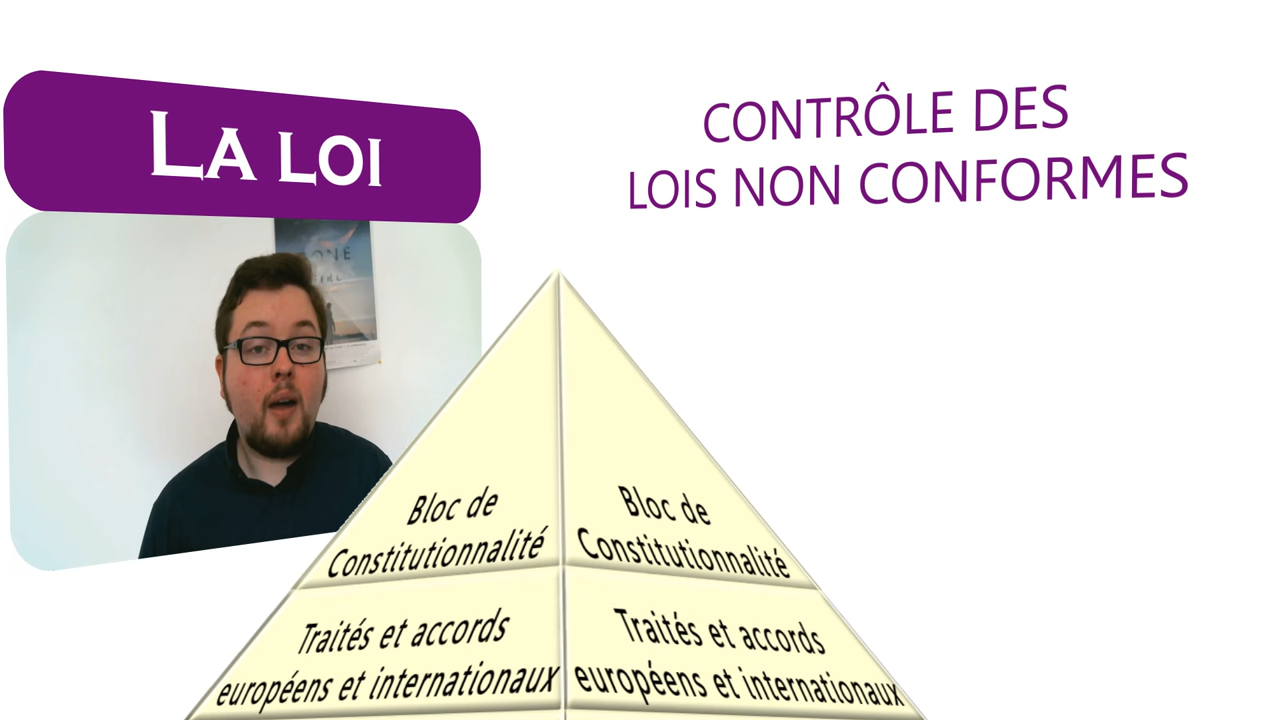 LA LOI
CONTRÔLE DES
LOIS NON CONFORMES
Bloc de
Constitutionnalité
Bloc de
Constitutionnalité
Traités et accords
européens et internationaux
Traités et accords
européens et internationaux